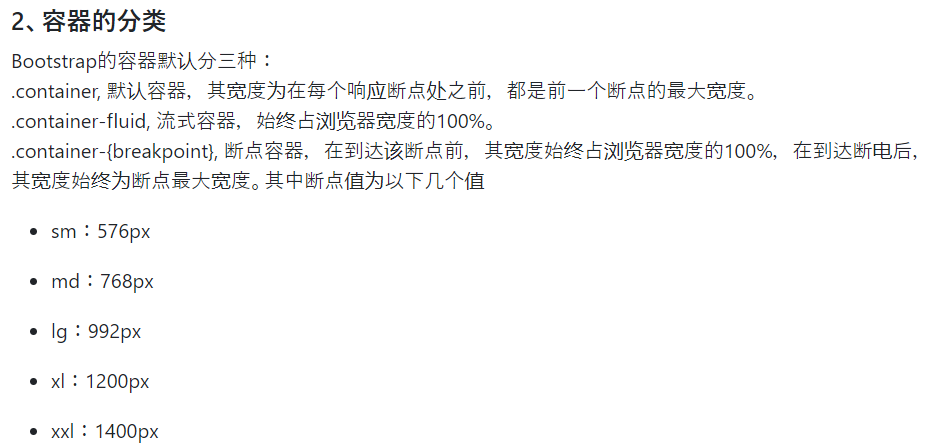 2、容器的分类
Bootstrap的容器默认分三种：
.container, 默认容器，其宽度为在每个响应断点处之前，都是前一个断点的最大宽度。
.container-fluid, 流式容器，始终占浏览器宽度的100%。
.container-{breakpoint}, 断点容器，在到达该断点前，其宽度始终占浏览器宽度的100%，在到达断电后，
其宽度始终为断点最大宽度。其中断点值为以下几个值
• sm：576px
• md：768px
• lg：992px
• xl：1200px
• xxl：1400px